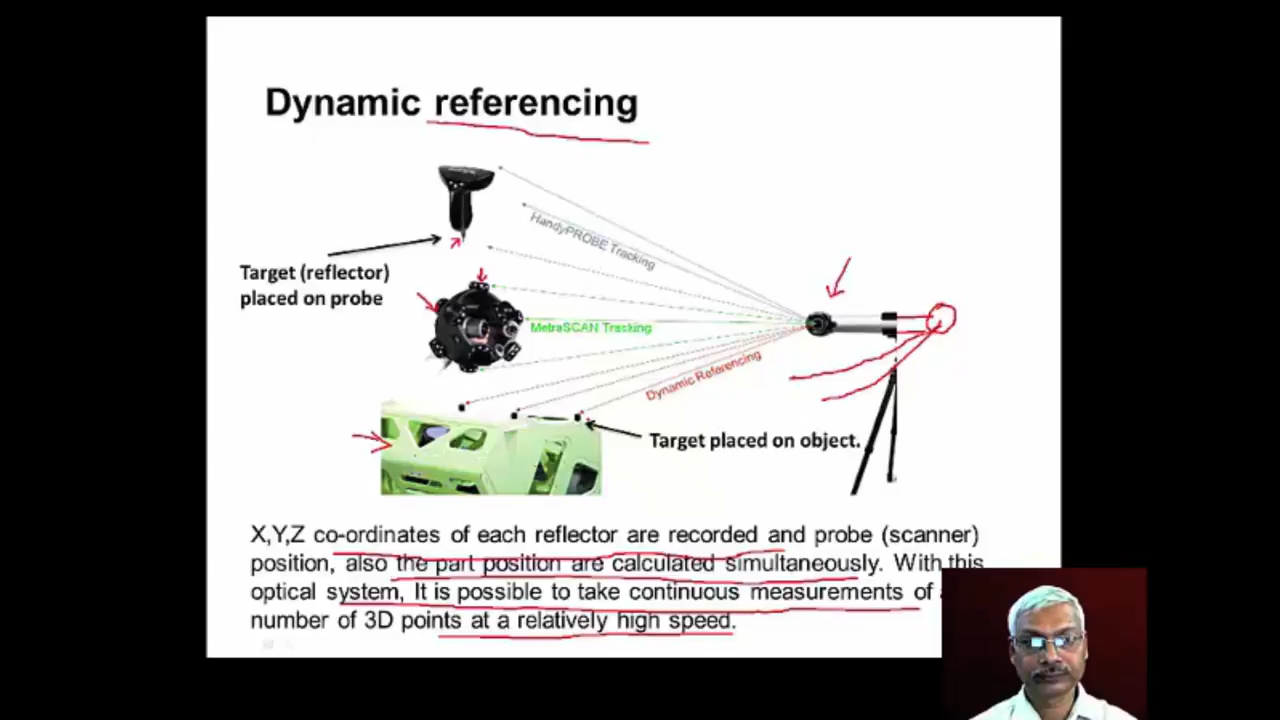 Dynamic referencing
HandyPROBE Tracking
Target (reflector)
placed on probe
MetraSCAN Tracking
Dynamic Referencing
Target placed on object.
X,Y,Z co-ordinates of each reflector are recorded and probe (scanner)
position, also the part position are calculated simultaneously. With this
optical system, It is possible to take continuous measurements of
number of 3D points at a relatively high speed.